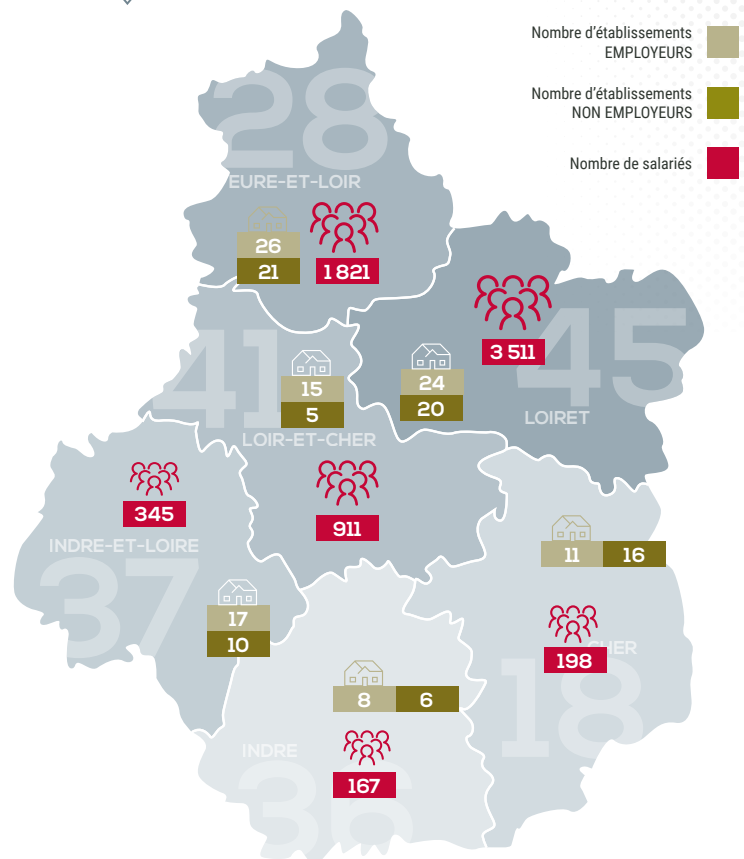 Nombre d'établissements
EMPLOYEURS
Nombre d'établissements
NON EMPLOYEURS
Nombre de salariés
28
EURE-ET-LOIR
26
21
1 821
45
LOIRET
3 511
24
20
41
LOIR-ET-CHER
15
5
911
37
INDRE-ET-LOIRE
345
17
10
18
CHER
11
16
198
36
INDRE
8
6
167